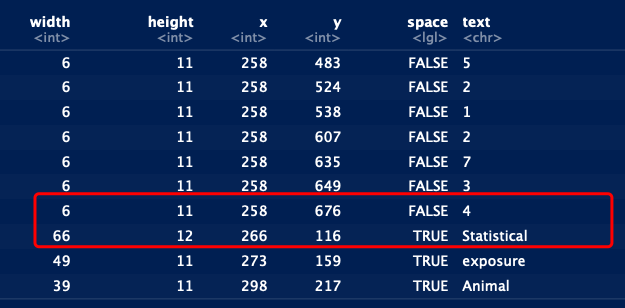 width height x y space text
<int> <int> <int> <int> <lgl> <chr>
6 11 258 483 FALSE 5
6 11 258 524 FALSE 2
6 11 258 538 FALSE 1
6 11 258 607 FALSE 2
6 11 258 635 FALSE 7
6 11 258 649 FALSE 3
6 11 258 676 FALSE 4
66 12 266 116 TRUE Statistical
49 11 273 159 TRUE exposure
39 11 298 217 TRUE Animal